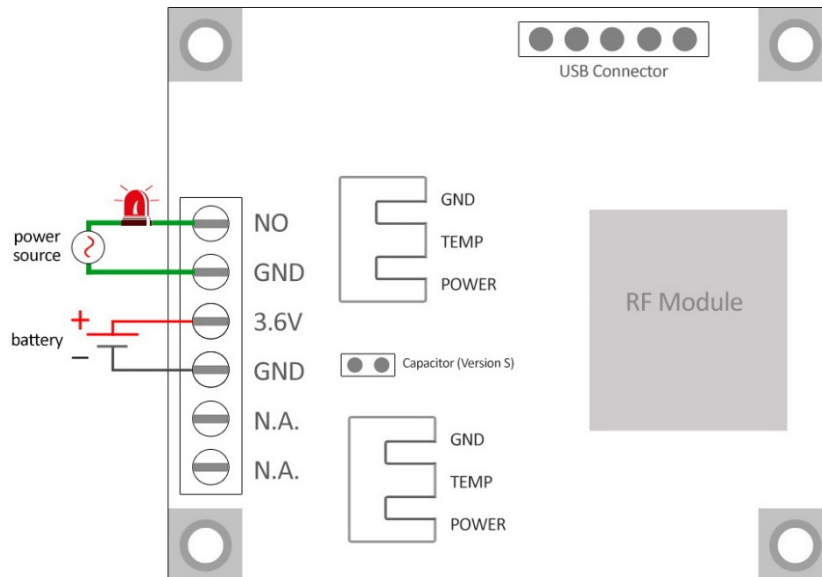 USB Connector
NO
GND
3.6V
GND
N.A.
N.A.
power
source
+
battery
–
GND
TEMP
POWER
Capacitor (Version S)
GND
TEMP
POWER
RF Module